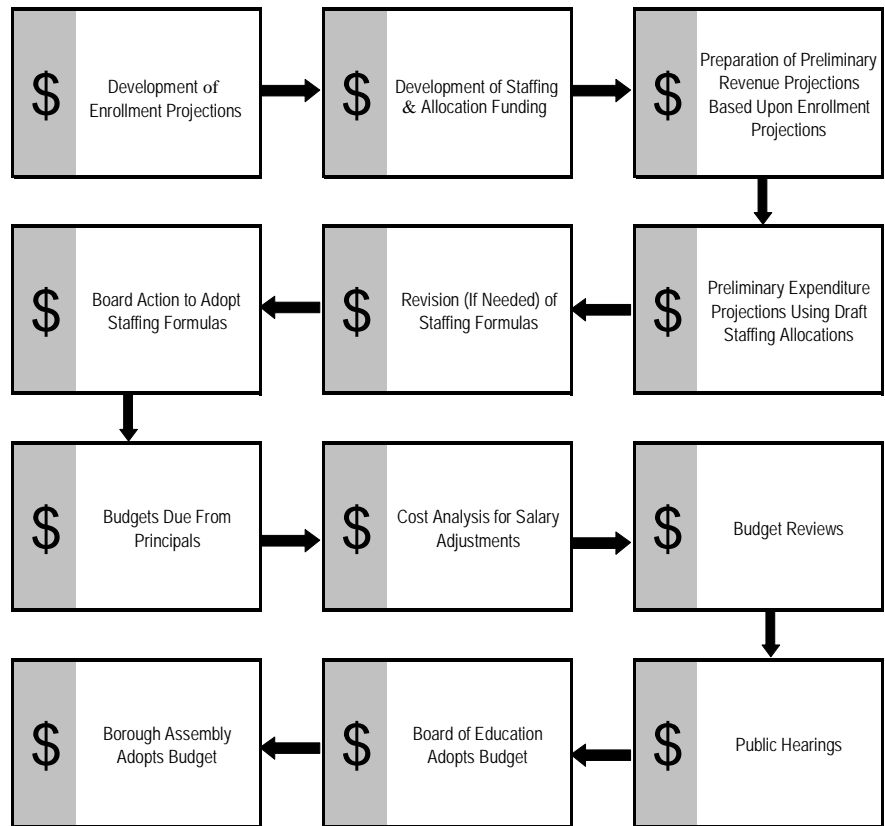 $
Development of
Enrollment Projections
$
Development of Staffing
& Allocation Funding
$
Preparation of Preliminary
Revenue Projections
Based Upon Enrollment
Projections
$
Preliminary Expenditure
Projections Using Draft
Staffing Allocations
$
Revision (If Needed) of
Staffing Formulas
$
Board Action to Adopt
Staffing Formulas
$
Budgets Due From
Principals
$
Cost Analysis for Salary
Adjustments
$
Budget Reviews
$
Public Hearings
$
Board of Education
Adopts Budget
$
Borough Assembly
Adopts Budget